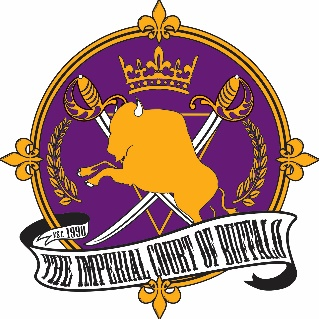 EST. 1990
THE IMPERIAL COURT OF BUFFALO